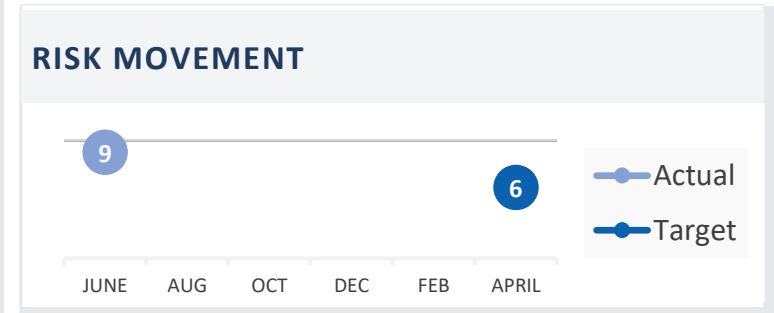 RISK MOVEMENT
9
6
Actual
Target
JUNE AUG OCT DEC FEB APRIL